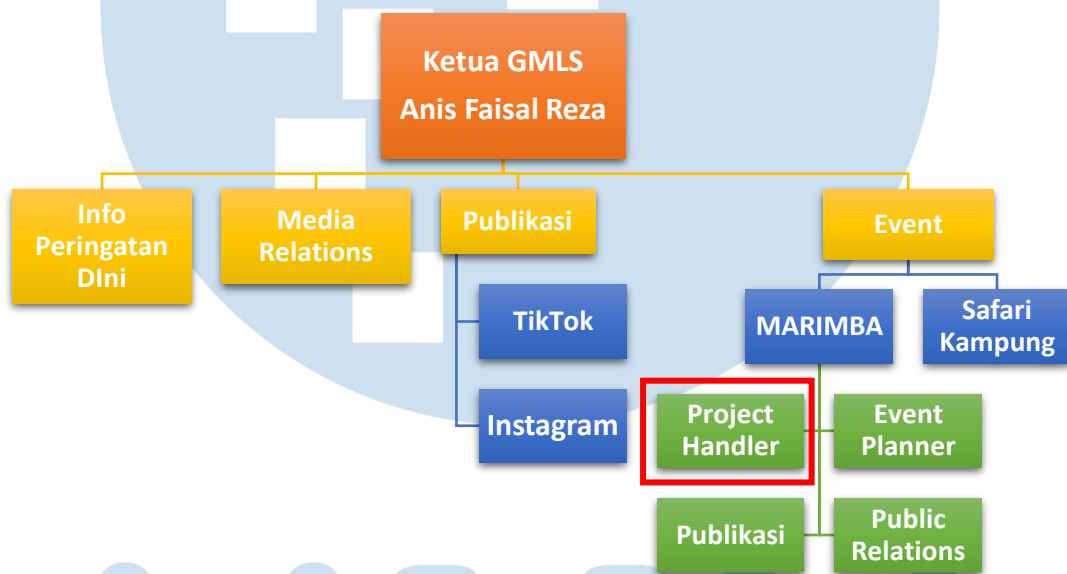 Ketua GMLS
Anis Faisal Reza
Info
Peringatan
DIni
Media
Relations
Publikasi
Event
TikTok
Instagram
MARIMBA
Safari
Kampung
Project
Handler
Event
Planner
Publikasi
Public
Relations